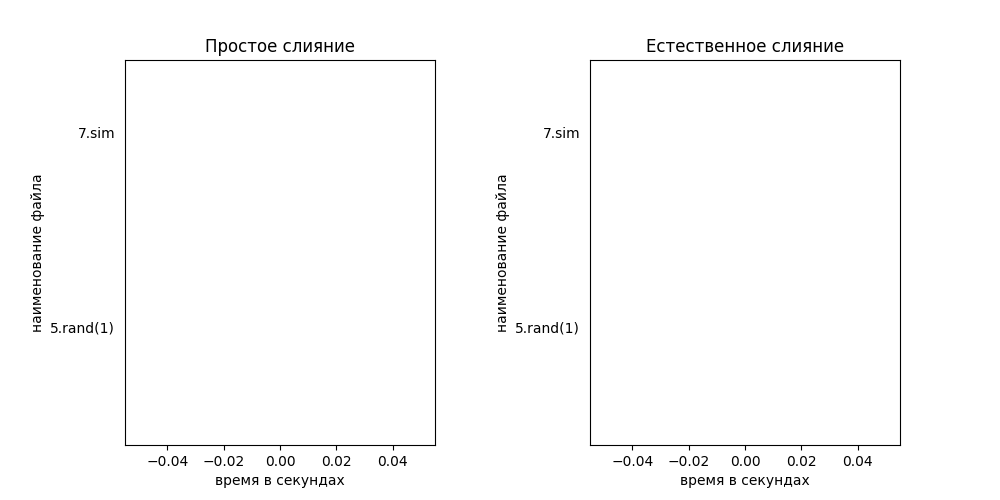 Простое слияние
7.sim
наименование файла
5.rand(1)
−0.04 −0.02 0.00 0.02 0.04
время в секундах
Естественное слияние
7.sim
наименование файла
5.rand(1)
−0.04 −0.02 0.00 0.02 0.04
время в секундах